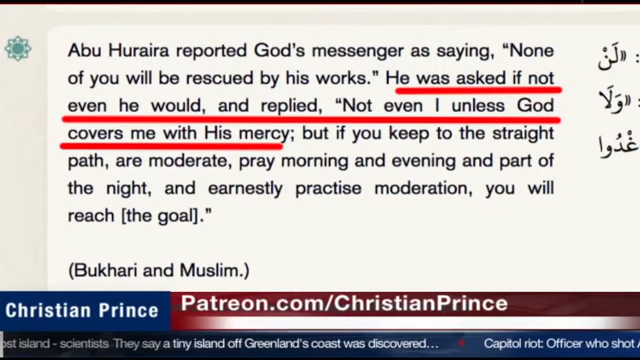 Abu Huraira reported God's messenger as saying, "None
of you will be rescued by his works." He was asked if not
even he would, and replied, "Not even I unless God
covers me with His mercy; but if you keep to the straight
path, are moderate, pray morning and evening and part of
the night, and earnestly practise moderation, you will
reach [the goal]."
(Bukhari and Muslim.)
: «لَنْ
وَلَا
Christian Prince
Patreon.com/ChristianPrince
island - scientists They say a tiny island off Greenland's coast was discovered...
Capitol riot: Officer who shot